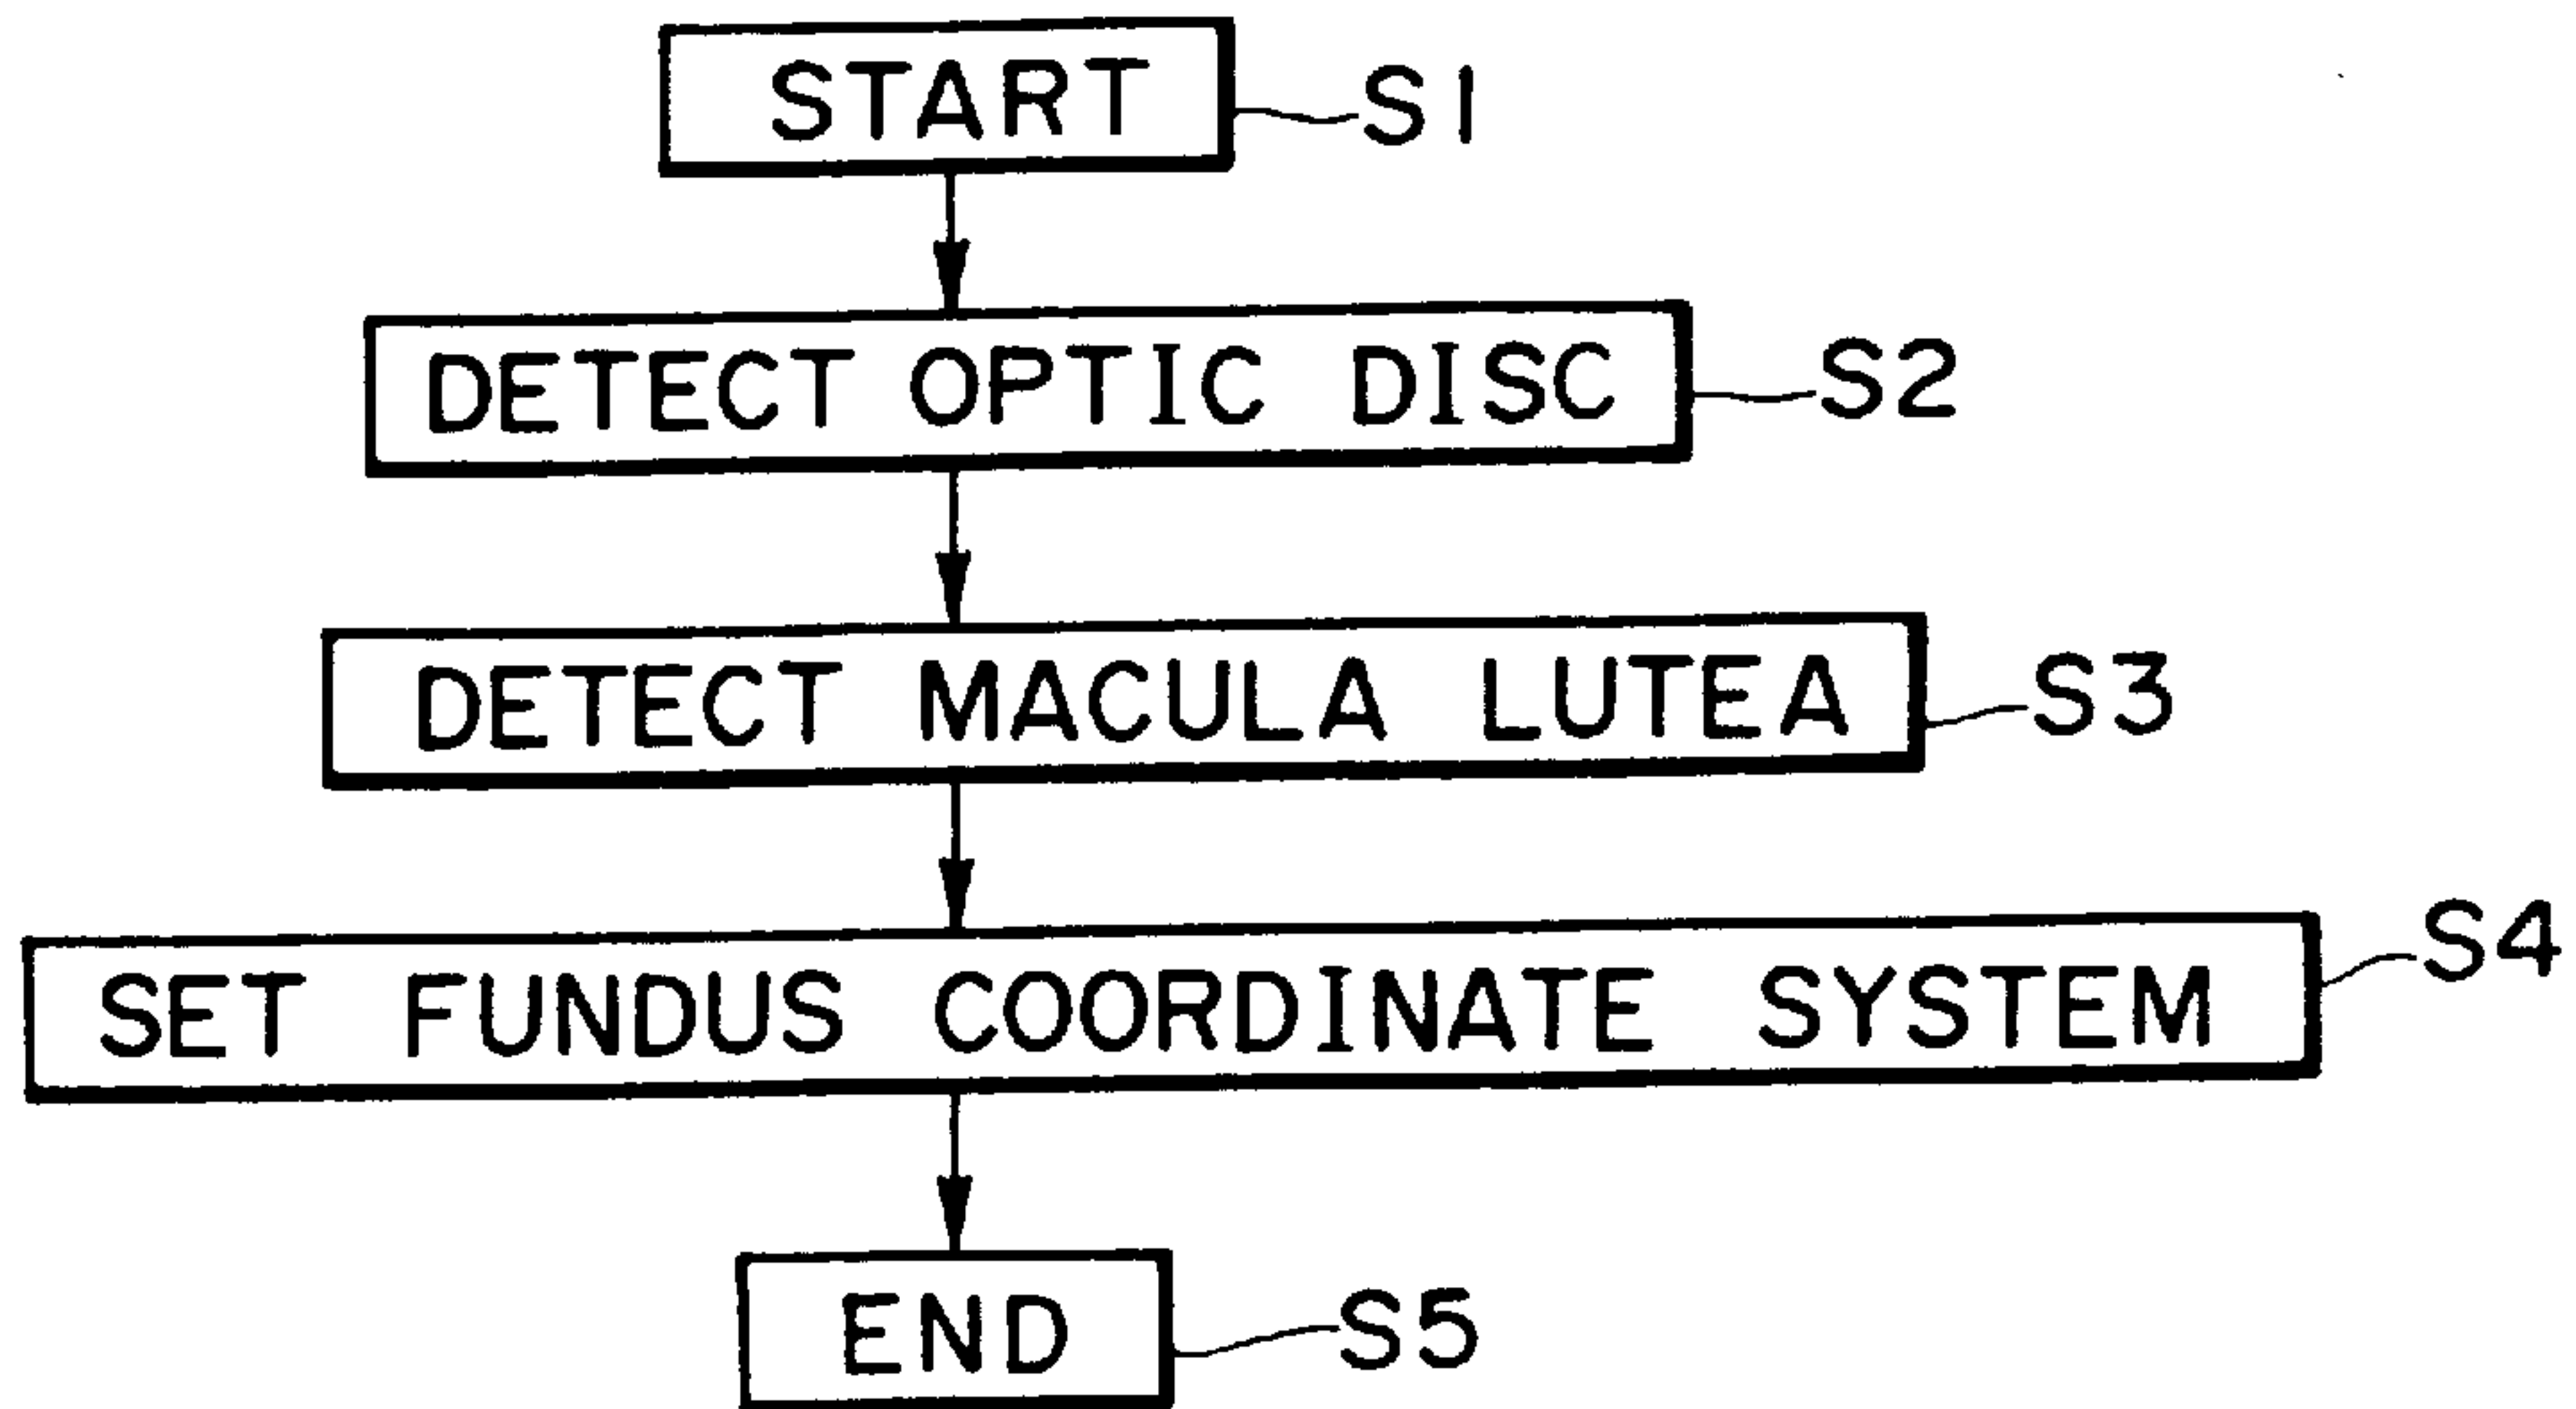 START S1
DETECT OPTIC DISC S2
DETECT MACULA LUTEA S3
SET FUNDUS COORDINATE SYSTEM S4
END S5